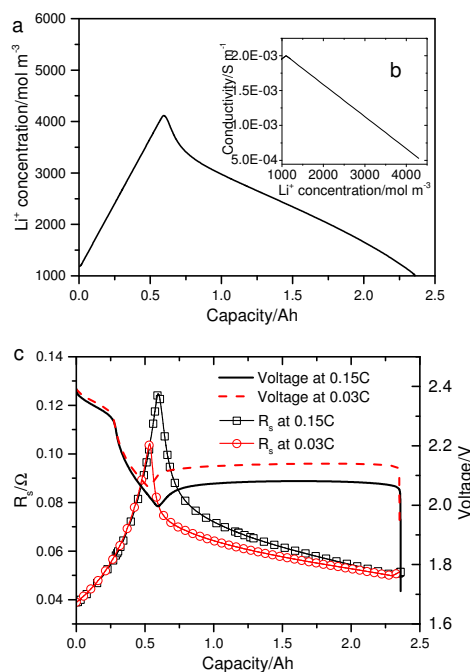 a
6000
5000
4000
3000
2000
1000
Li⁺ concentration/mol m⁻³
0.0 0.5 1.0 1.5 2.0 2.5
Capacity/Ah
b
2.0E-03
1.5E-03
1.0E-03
5.0E-04
Conductivity/S m⁻¹
1000 2000 3000 4000
Li⁺ concentration/mol m⁻³
c
0.14
0.12
0.10
0.08
0.06
0.04
Rₛ/Ω
Voltage at 0.15C
Voltage at 0.03C
Rₛ at 0.15C
Rₛ at 0.03C
2.4
2.2
2.0
1.8
1.6
Voltage/V
0.0 0.5 1.0 1.5 2.0 2.5
Capacity/Ah